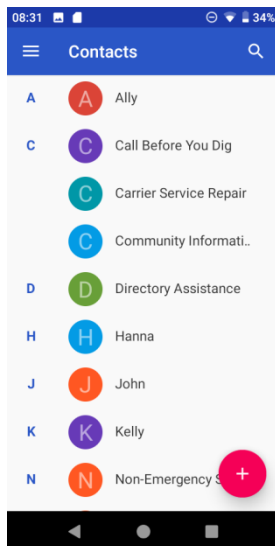 08:31 34%
Contacts
A A Ally
C C Call Before You Dig
C Carrier Service Repair
C Community Informati..
D D Directory Assistance
H H Hanna
J J John
K K Kelly
N N Non-Emergency